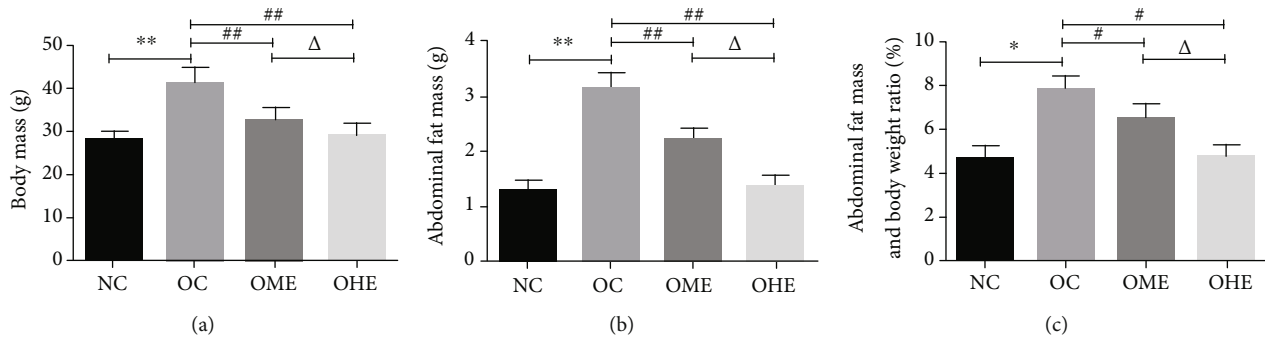 ##
**
##
Δ
50
40
30
20
10
0
Body mass (g)
NC OC OME OHE
(a)
##
**
##
Δ
4
3
2
1
0
Abdominal fat mass (g)
NC OC OME OHE
(b)
#
*
#
Δ
10
8
6
4
2
0
Abdominal fat mass
and body weight ratio (%)
NC OC OME OHE
(c)